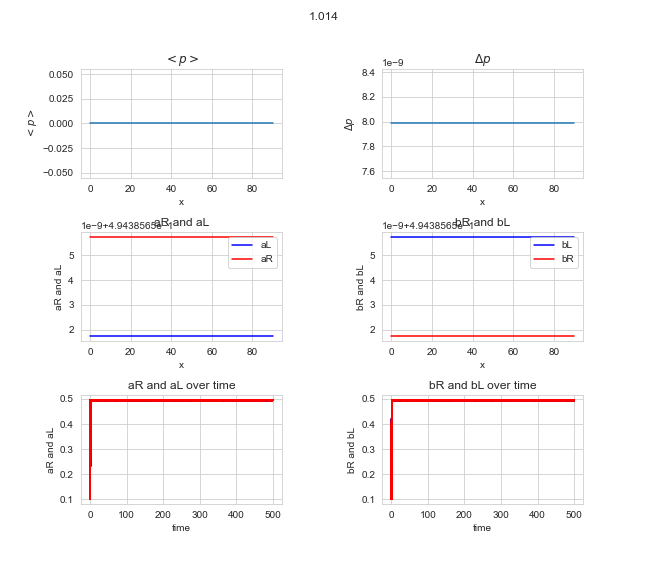 1.014
< p >
Δp
1e−9
0.050
0.025
0.000
−0.025
−0.050
< p >
0 20 40 60 80
x
8.4
8.2
8.0
7.8
7.6
Δp
0 20 40 60 80
x
aR and aL
1e−9+4.9438565e−1
5
4
3
2
aR and aL
aL
aR
0 20 40 60 80
x
bR and bL
1e−9+4.9438565e−1
5
4
3
2
bR and bL
bL
bR
0 20 40 60 80
x
aR and aL over time
0.5
0.4
0.3
0.2
0.1
aR and aL
0 100 200 300 400 500
time
bR and bL over time
0.5
0.4
0.3
0.2
0.1
bR and bL
0 100 200 300 400 500
time